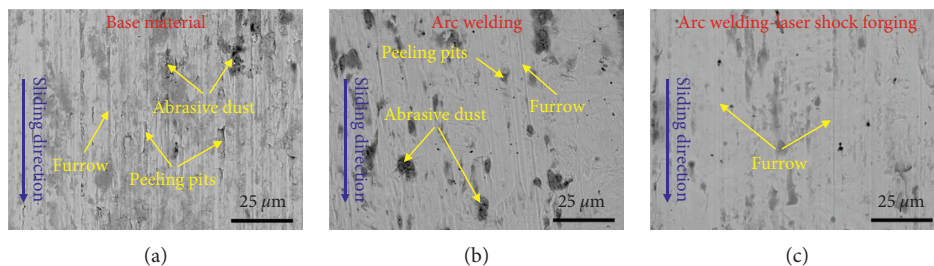 Base material
Abrasive dust
Furrow
Peeling pits
Sliding direction
25 µm
(a)
Arc welding
Peeling pits
Furrow
Abrasive dust
Sliding direction
25 µm
(b)
Arc welding-laser shock forging
Furrow
Sliding direction
25 µm
(c)